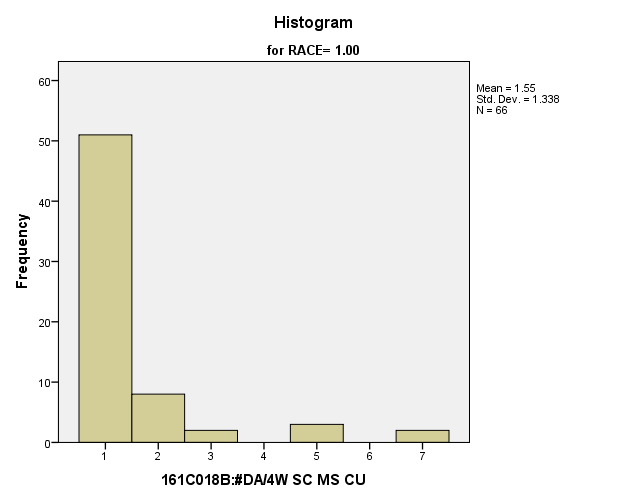 Histogram
for RACE= 1.00
Mean = 1.55
Std. Dev. = 1.338
N = 66
60
50
40
30
20
10
0
Frequency
1 2 3 4 5 6 7
161C018B:#DA/4W SC MS CU